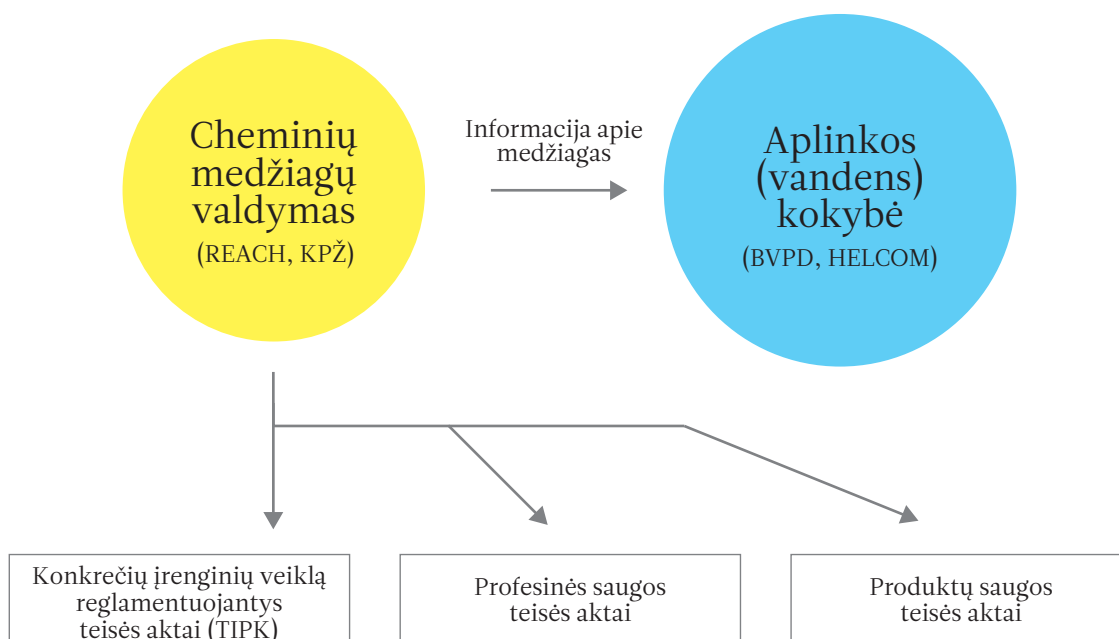 Cheminių
medžiagų
valdymas
(REACH, KPŽ)
Informacija apie
medžiagas
Aplinkos
(vandens)
kokybė
(BVPD, HELCOM)
Konkrečių įrenginių veiklą
reglamentuojantys
teisės aktai (TIPK)
Profesinės saugos
teisės aktai
Produktų saugos
teisės aktai